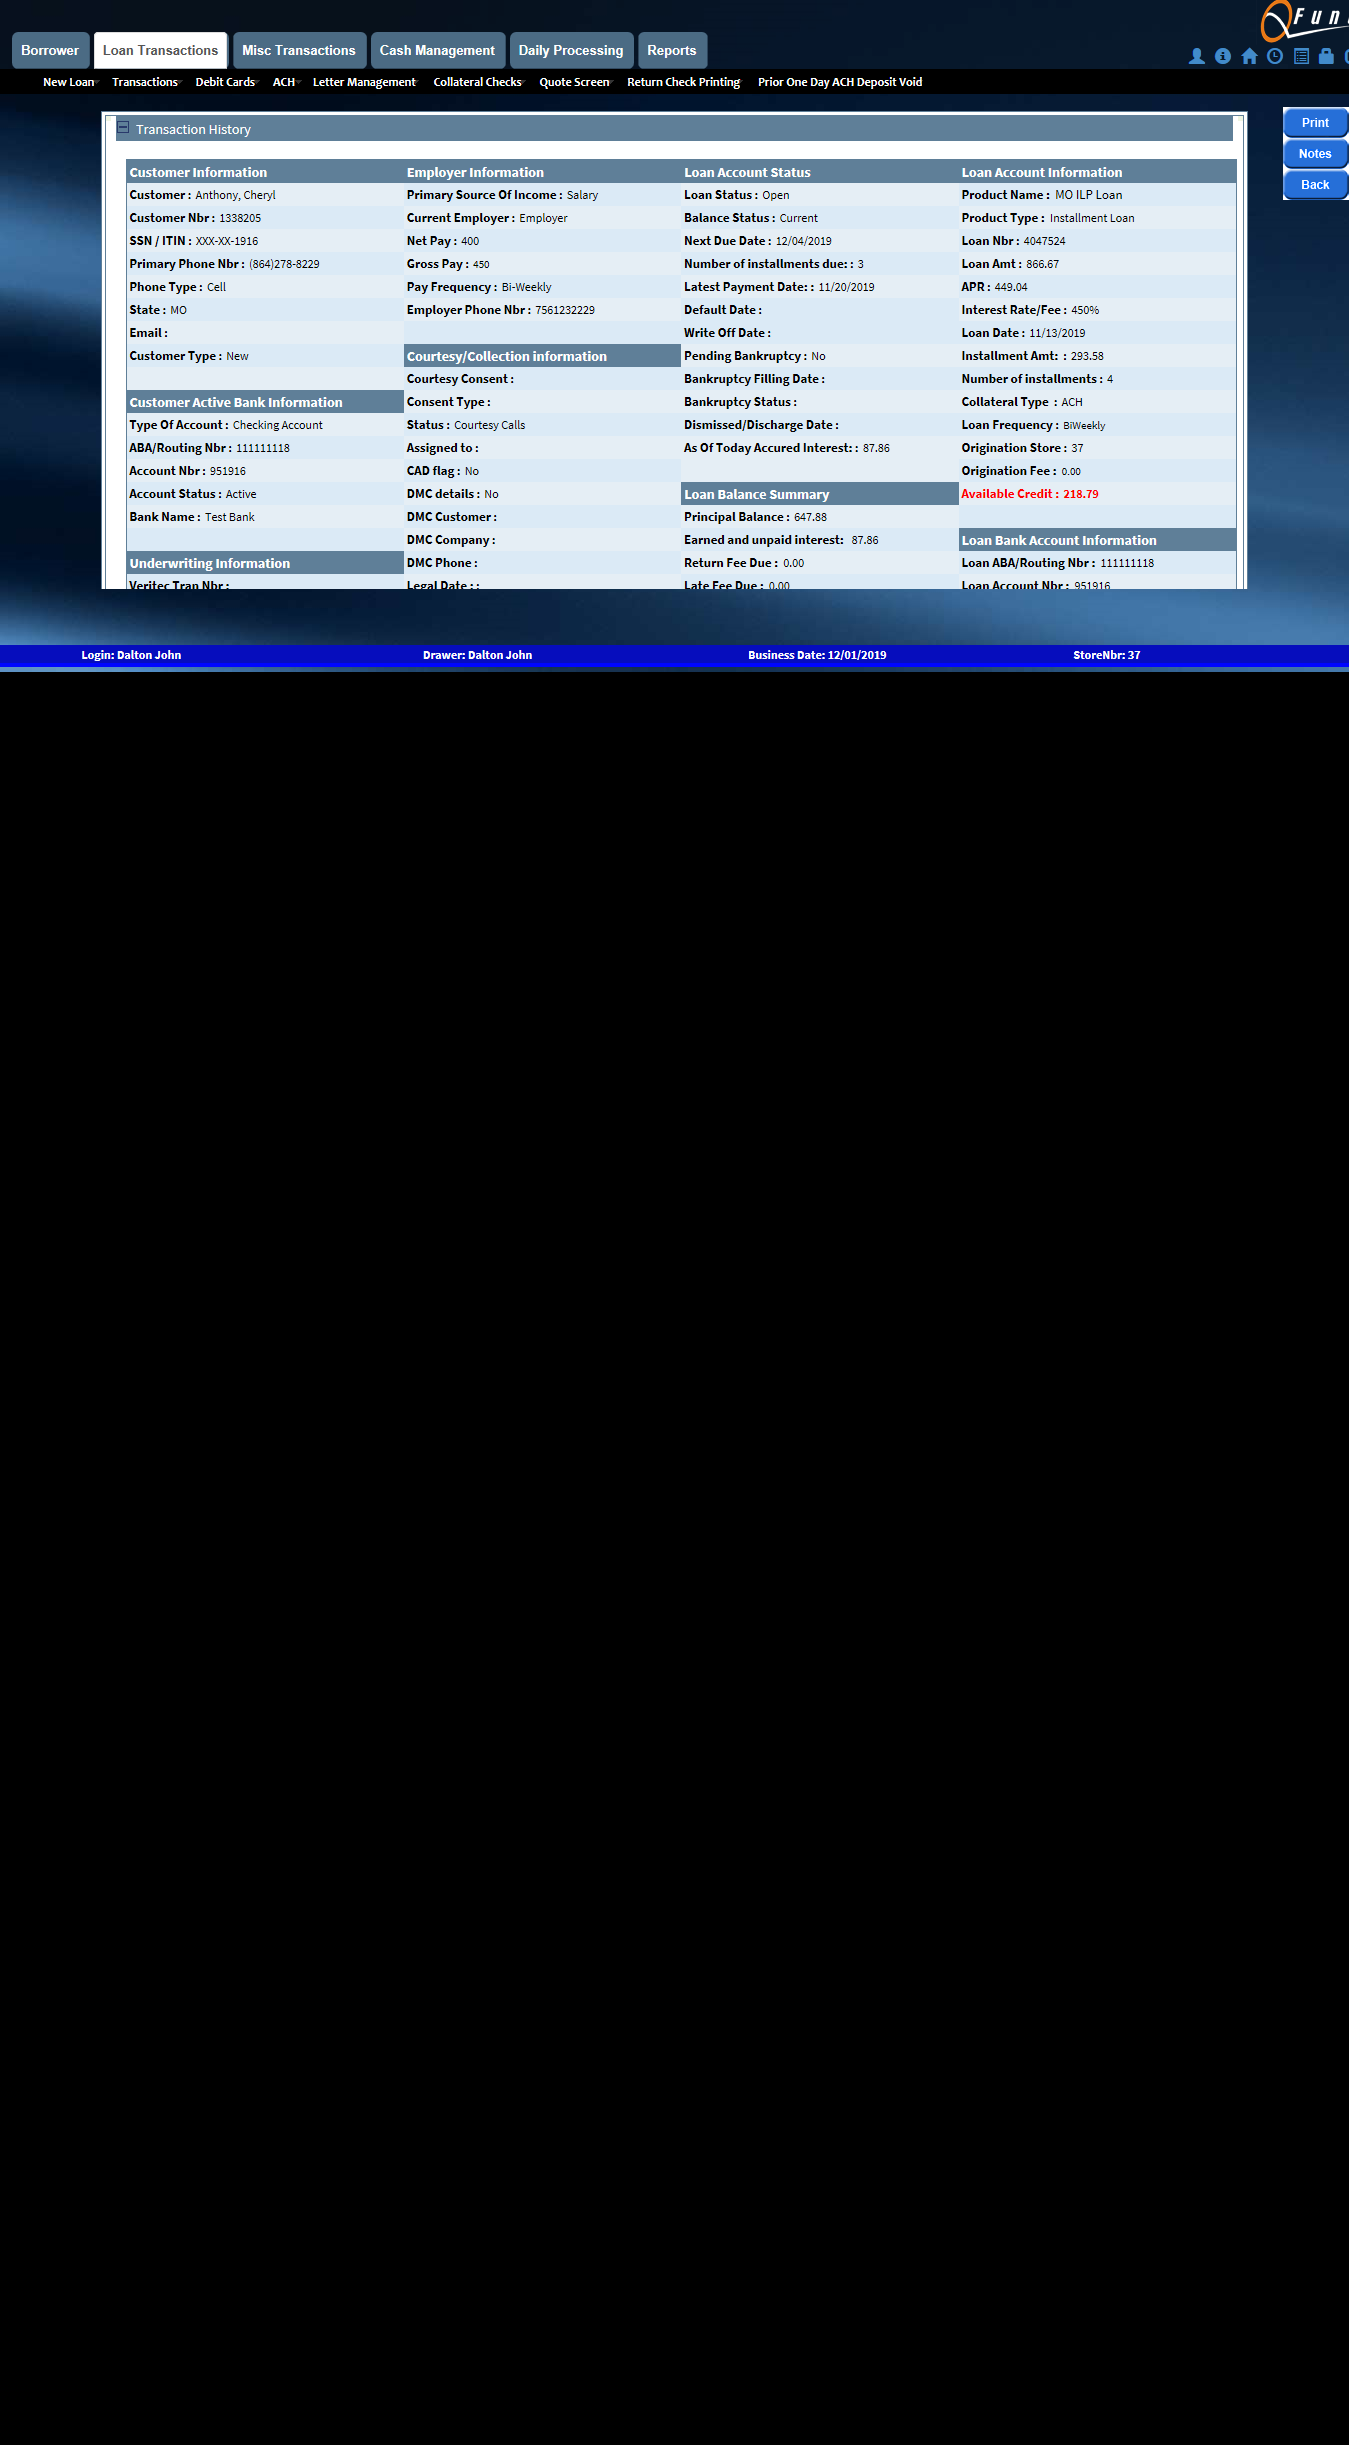 Fun
Borrower
Loan Transactions
Misc Transactions
Cash Management
Daily Processing
Reports
New Loan
Transactions
Debit Cards
ACH
Letter Management
Collateral Checks
Quote Screen
Return Check Printing
Prior One Day ACH Deposit Void
Print
Notes
Back
Transaction History
Customer Information
Customer : Anthony, Cheryl
Customer Nbr : 1338205
SSN / ITIN : XXX-XX-1916
Primary Phone Nbr : (864)278-8229
Phone Type : Cell
State : MO
Email :
Customer Type : New
Customer Active Bank Information
Type Of Account : Checking Account
ABA/Routing Nbr : 111111118
Account Nbr : 951916
Account Status : Active
Bank Name : Test Bank
Underwriting Information
Veritec Tran Nbr :
Employer Information
Primary Source Of Income : Salary
Current Employer : Employer
Net Pay : 400
Gross Pay : 450
Pay Frequency : Bi-Weekly
Employer Phone Nbr : 7561232229
Courtesy/Collection information
Courtesy Consent :
Consent Type :
Status : Courtesy Calls
Assigned to :
CAD flag : No
DMC details : No
DMC Customer :
DMC Company :
DMC Phone :
Legal Date : :
Loan Account Status
Loan Status : Open
Balance Status : Current
Next Due Date : 12/04/2019
Number of installments due: : 3
Latest Payment Date: : 11/20/2019
Default Date :
Write Off Date :
Pending Bankruptcy : No
Bankruptcy Filling Date :
Bankruptcy Status :
Dismissed/Discharge Date :
As Of Today Accured Interest: : 87.86
Loan Balance Summary
Principal Balance : 647.88
Earned and unpaid interest: 87.86
Return Fee Due : 0.00
Late Fee Due : 0.00
Loan Account Information
Product Name : MO ILP Loan
Product Type : Installment Loan
Loan Nbr : 4047524
Loan Amt : 866.67
APR : 449.04
Interest Rate/Fee : 450%
Loan Date : 11/13/2019
Installment Amt: : 293.58
Number of installments : 4
Collateral Type : ACH
Loan Frequency : BiWeekly
Origination Store : 37
Origination Fee : 0.00
Available Credit : 218.79
Loan Bank Account Information
Loan ABA/Routing Nbr : 111111118
Loan Account Nbr : 951916
Login: Dalton John
Drawer: Dalton John
Business Date: 12/01/2019
StoreNbr: 37